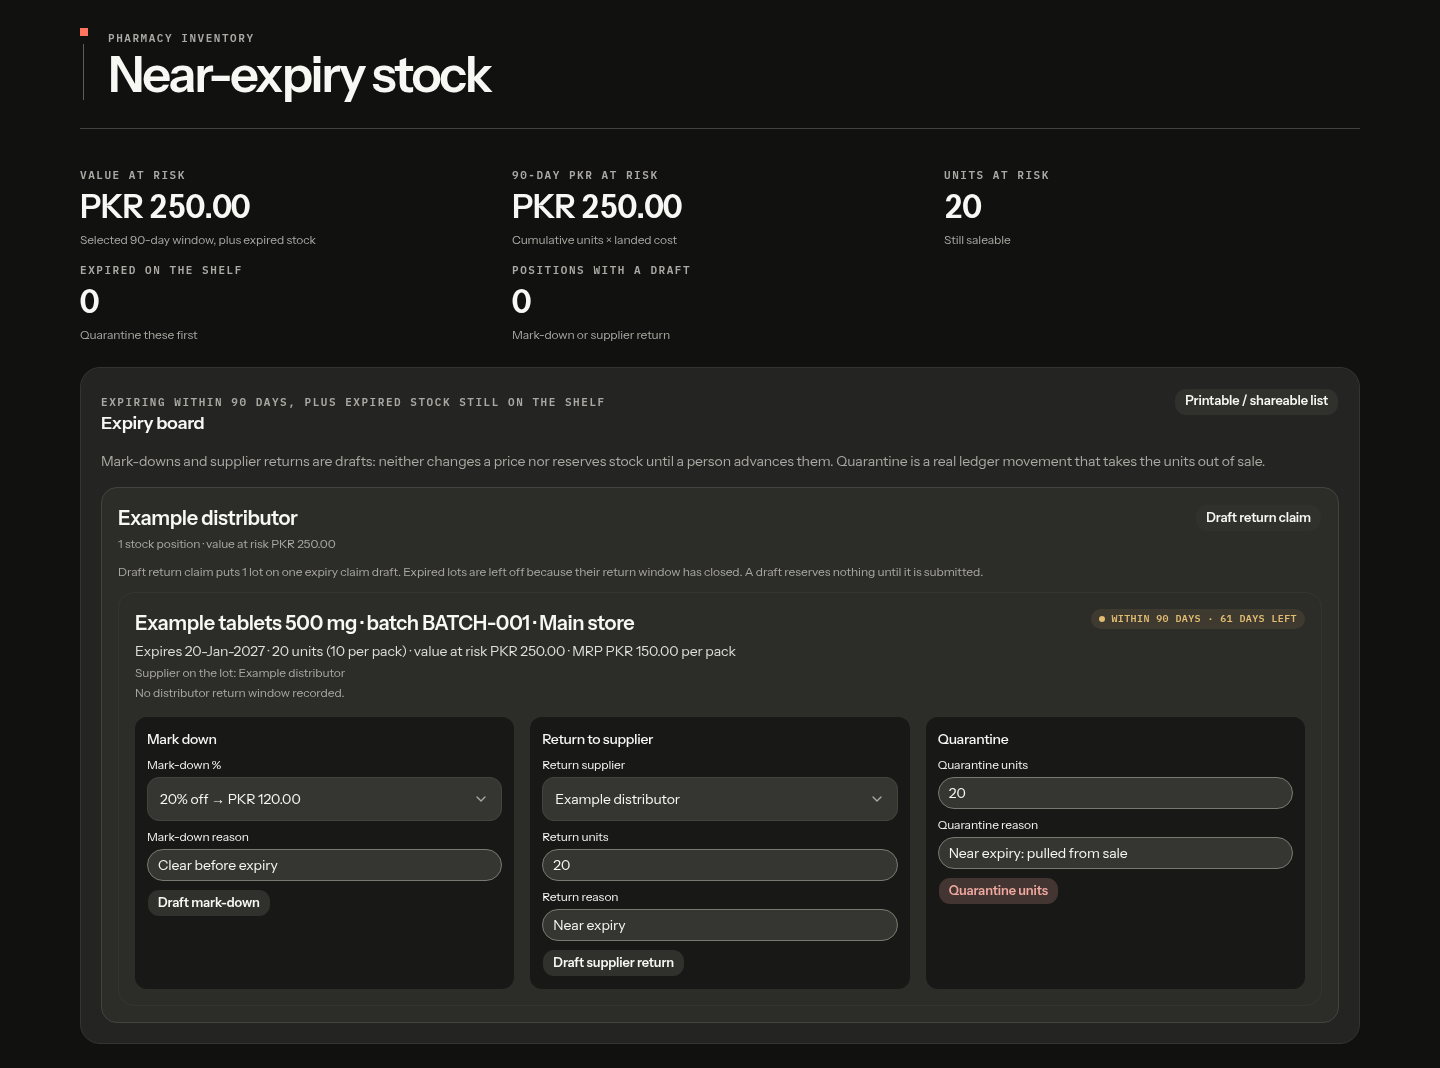 PHARMACY INVENTORY
Near-expiry stock
VALUE AT RISK
PKR 250.00
Selected 90-day window, plus expired stock
90-DAY PKR AT RISK
PKR 250.00
Cumulative units × landed cost
UNITS AT RISK
20
Still saleable
EXPIRED ON THE SHELF
0
Quarantine these first
POSITIONS WITH A DRAFT
0
Mark-down or supplier return
EXPIRING WITHIN 90 DAYS, PLUS EXPIRED STOCK STILL ON THE SHELF
Expiry board
Printable / shareable list
Mark-downs and supplier returns are drafts: neither changes a price nor reserves stock until a person advances them. Quarantine is a real ledger movement that takes the units out of sale.
Example distributor
Draft return claim
1 stock position · value at risk PKR 250.00
Draft return claim puts 1 lot on one expiry claim draft. Expired lots are left off because their return window has closed. A draft reserves nothing until it is submitted.
Example tablets 500 mg · batch BATCH-001 · Main store
WITHIN 90 DAYS · 61 DAYS LEFT
Expires 20-Jan-2027 · 20 units (10 per pack) · value at risk PKR 250.00 · MRP PKR 150.00 per pack
Supplier on the lot: Example distributor
No distributor return window recorded.
Mark down
Mark-down %
20% off → PKR 120.00
Mark-down reason
Clear before expiry
Draft mark-down
Return to supplier
Return supplier
Example distributor
Return units
20
Return reason
Near expiry
Draft supplier return
Quarantine
Quarantine units
20
Quarantine reason
Near expiry: pulled from sale
Quarantine units